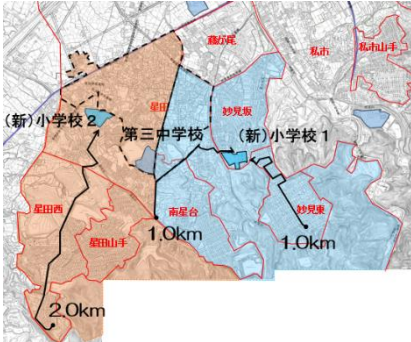 藤が尾
私市
私市山手
星田
妙見坂
(新)小学校2
第三中学校
(新)小学校1
星田西
南星台
妙見東
1.0km
1.0km
星田山手
2.0km